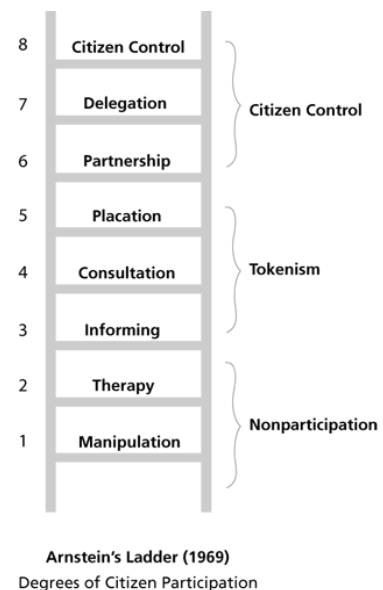 8 Citizen Control
7 Delegation
Citizen Control
6 Partnership
5 Placation
4 Consultation
Tokenism
3 Informing
2 Therapy
Nonparticipation
1 Manipulation
Arnstein's Ladder (1969)
Degrees of Citizen Participation